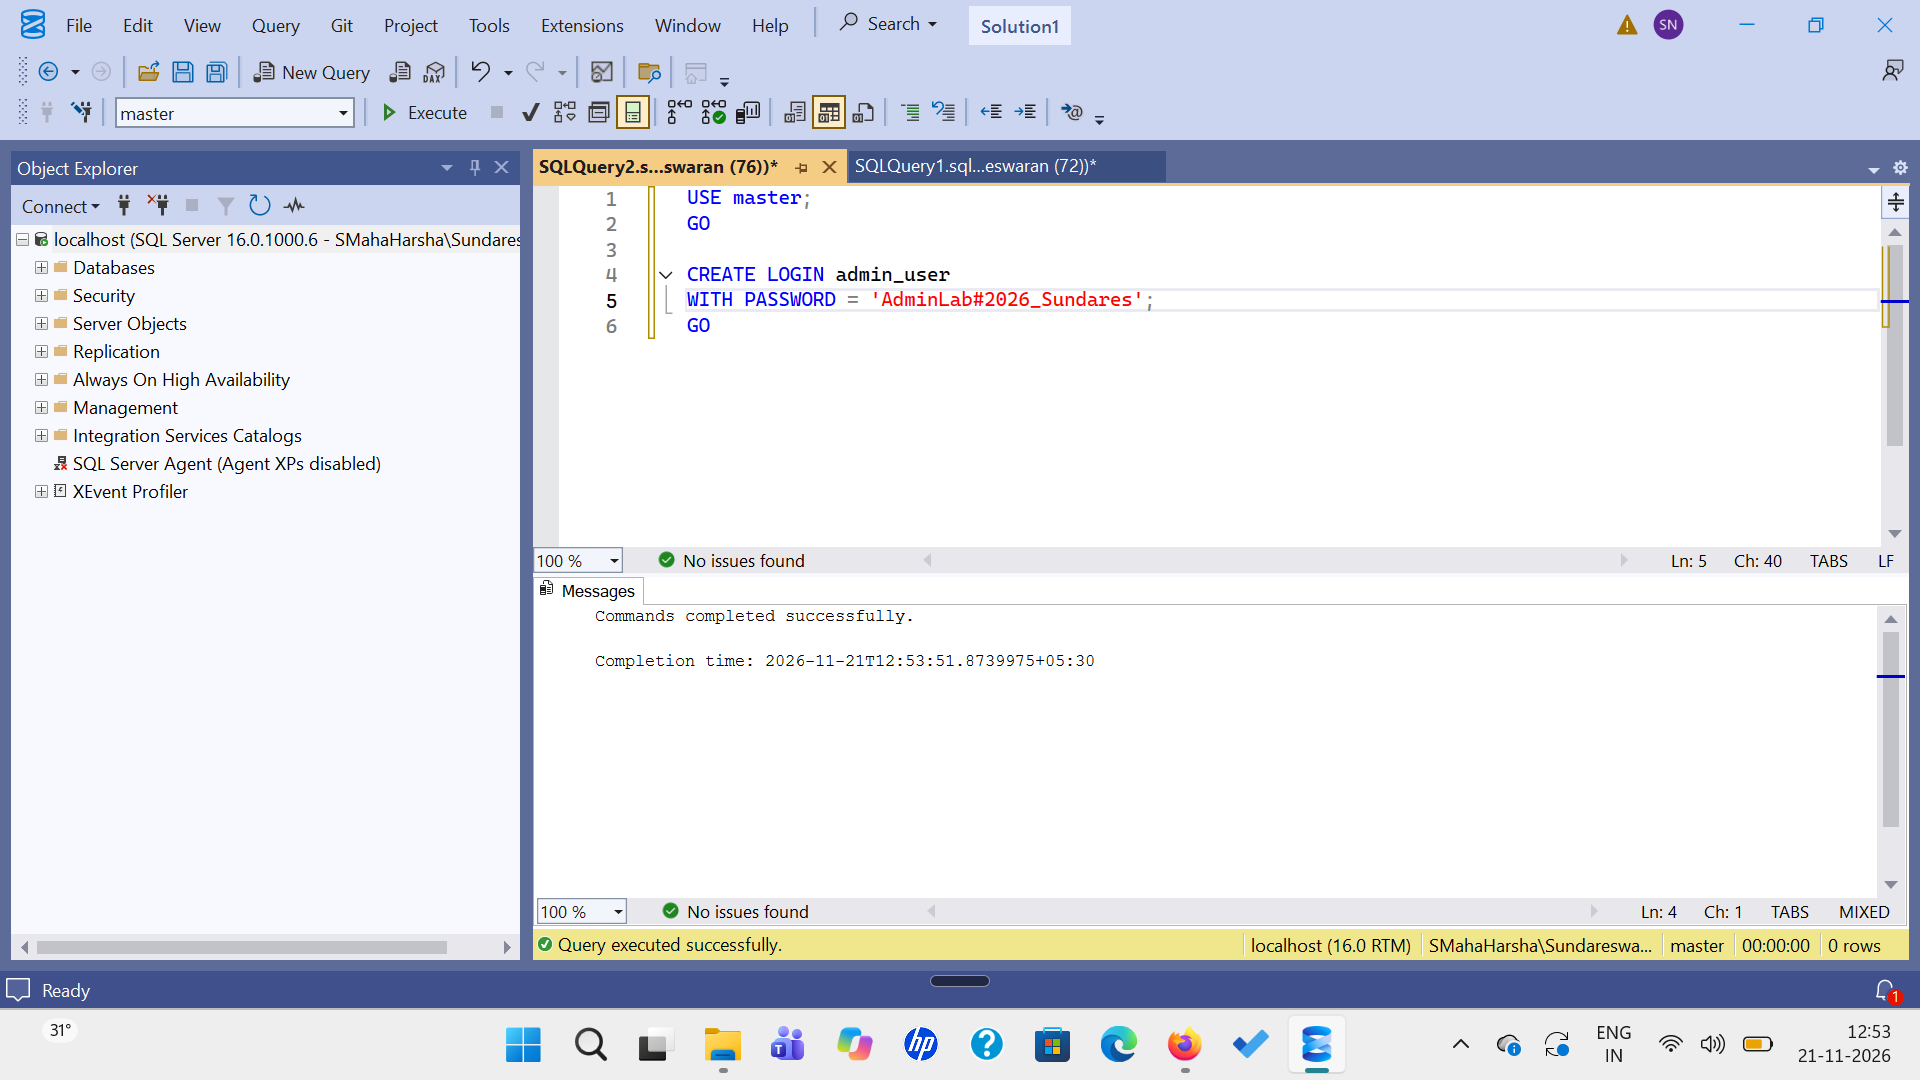 File Edit View Query Git Project Tools Extensions Window Help Search Solution1 SN
New Query DAX
master Execute
Object Explorer
Connect
localhost (SQL Server 16.0.1000.6 - SMahaHarsha\Sundares
Databases
Security
Server Objects
Replication
Always On High Availability
Management
Integration Services Catalogs
SQL Server Agent (Agent XPs disabled)
XEvent Profiler
SQLQuery2.s...swaran (76))* SQLQuery1.sql...eswaran (72))*
1 USE master;
2 GO
3
4 CREATE LOGIN admin_user
5 WITH PASSWORD = 'AdminLab#2026_Sundares';
6 GO
100 % No issues found Ln: 5 Ch: 40 TABS LF
Messages
Commands completed successfully.
Completion time: 2026-11-21T12:53:51.8739975+05:30
100 % No issues found Ln: 4 Ch: 1 TABS MIXED
Query executed successfully. localhost (16.0 RTM) SMahaHarsha\Sundareswa... master 00:00:00 0 rows
Ready 1
31°
ENG
IN
12:53
21-11-2026